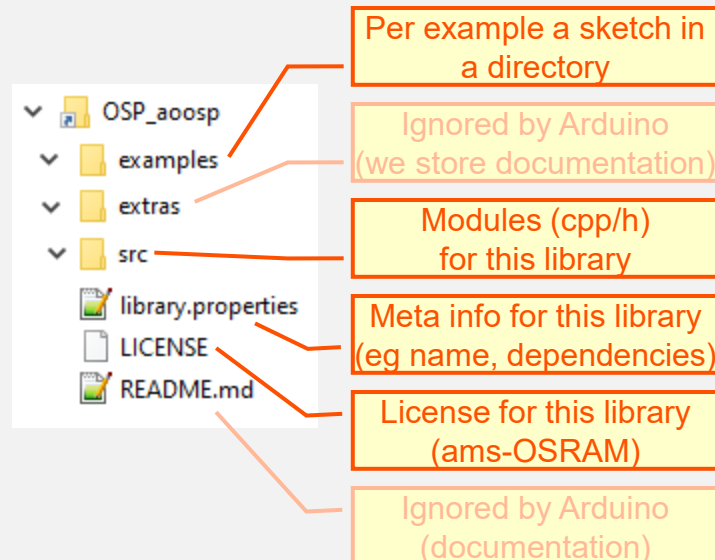 OSP_aoosp
examples
extras
src
library.properties
LICENSE
README.md
Per example a sketch in
a directory
Ignored by Arduino
(we store documentation)
Modules (cpp/h)
for this library
Meta info for this library
(eg name, dependencies)
License for this library
(ams-OSRAM)
Ignored by Arduino
(documentation)